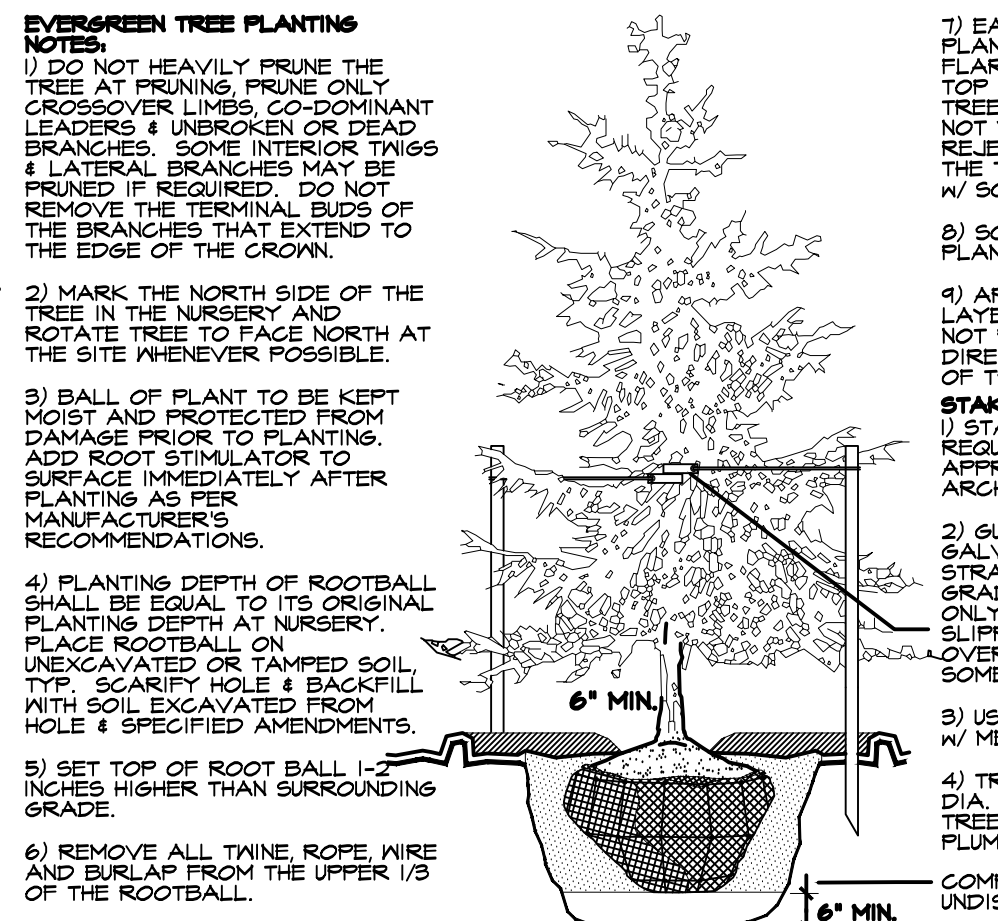 EVERGREEN TREE PLANTING
NOTES:
1) DO NOT HEAVILY PRUNE THE
TREE AT PRUNING, PRUNE ONLY
CROSSOVER LIMBS, CO-DOMINANT
LEADERS & UNBROKEN OR DEAD
BRANCHES. SOME INTERIOR TWIGS
& LATERAL BRANCHES MAY BE
PRUNED IF REQUIRED. DO NOT
REMOVE THE TERMINAL BUDS OF
THE BRANCHES THAT EXTEND TO
THE EDGE OF THE CROWN.
2) MARK THE NORTH SIDE OF THE
TREE IN THE NURSERY AND
ROTATE TREE TO FACE NORTH AT
THE SITE WHENEVER POSSIBLE.
3) BALL OF PLANT TO BE KEPT
MOIST AND PROTECTED FROM
DAMAGE PRIOR TO PLANTING.
ADD ROOT STIMULATOR TO
SURFACE IMMEDIATELY AFTER
PLANTING AS PER
MANUFACTURER'S
RECOMMENDATIONS.
4) PLANTING DEPTH OF ROOTBALL
SHALL BE EQUAL TO ITS ORIGINAL
PLANTING DEPTH AT NURSERY.
PLACE ROOTBALL ON
UNEXCAVATED OR TAMPED SOIL,
TYP. SCARIFY HOLE & BACKFILL
WITH SOIL EXCAVATED FROM
HOLE & SPECIFIED AMENDMENTS.
5) SET TOP OF ROOT BALL 1-2
INCHES HIGHER THAN SURROUNDING
GRADE.
6) REMOVE ALL TWINE, ROPE, WIRE
AND BURLAP FROM THE UPPER 1/3
OF THE ROOTBALL.
6" MIN.
6" MIN.
7) EA
PLAN
FLAR
TOP
TREE
NOT
REJE
THE
W/ SO
8) SO
PLAN
9) AF
LAYE
NOT
DIRE
OF T
STAK
1) STA
REQU
APPR
ARCH
2) GU
GALV
STRA
GRAD
ONLY
SLIPP
OVER
SOME
3) US
W/ ME
4) TR
DIA.
TREE
PLUM
COMP
UNDIS